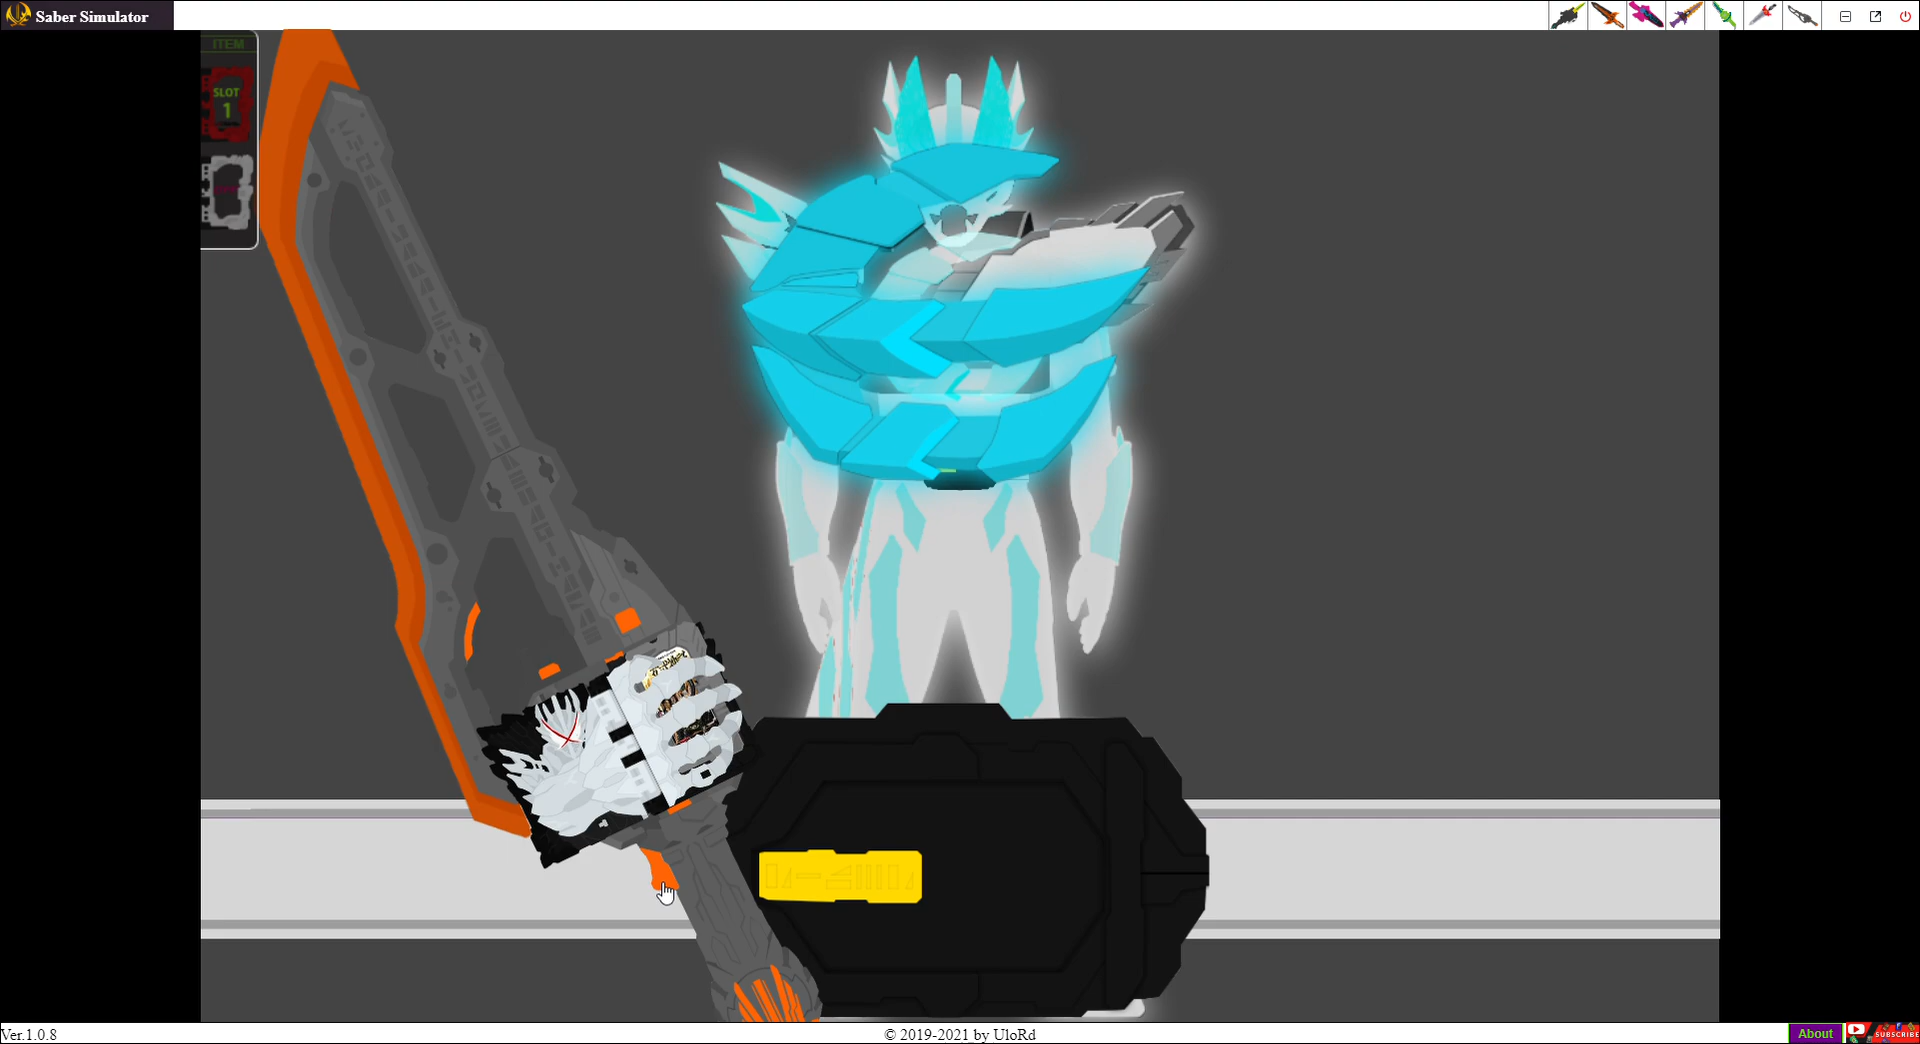 Saber Simulator
ITEM
SLOT
1
Ver.1.0.8
© 2019-2021 by UloRd
About
SUBSCRIBE